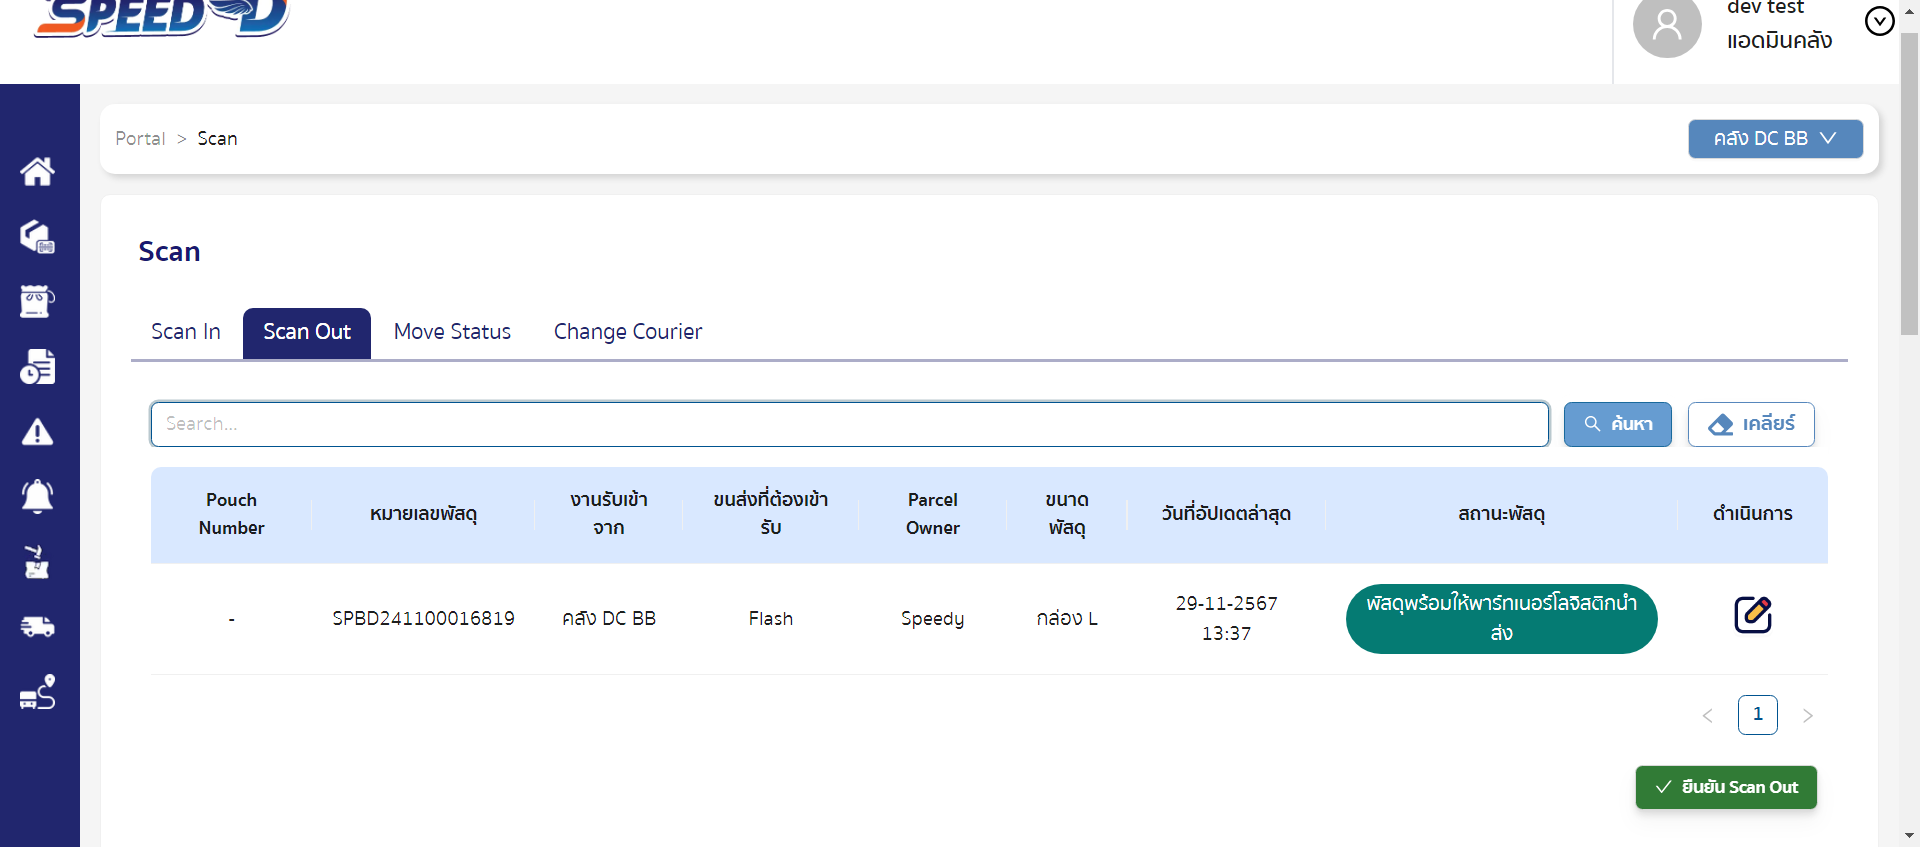 SPEED D
dev test
แอดมินคลัง
Portal > Scan
คลัง DC BB
Scan
Scan In
Scan Out
Move Status
Change Courier
Search...
ค้นหา
เคลียร์
Pouch
Number
หมายเลขพัสดุ
งานรับเข้า
จาก
ขนส่งที่ต้องเข้า
รับ
Parcel
Owner
ขนาด
พัสดุ
วันที่อัปเดตล่าสุด
สถานะพัสดุ
ดำเนินการ
-
SPBD241100016819
คลัง DC BB
Flash
Speedy
กล่อง L
29-11-2567
13:37
พัสดุพร้อมให้พาร์ทเนอร์โลจิสติกนำ
ส่ง
< 1 >
ยืนยัน Scan Out